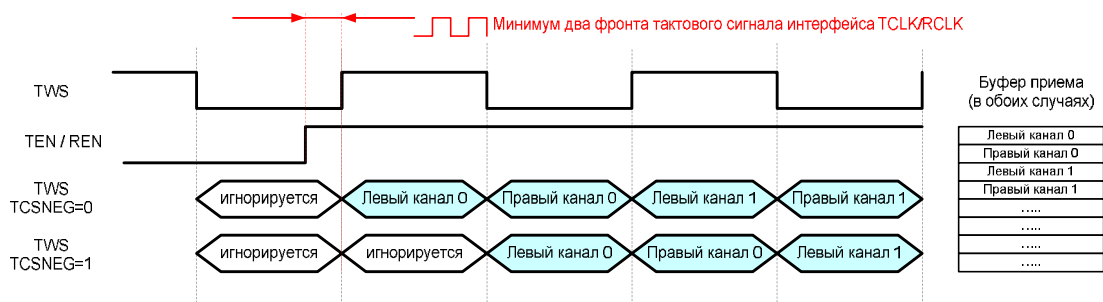 Минимум два фронта тактового сигнала интерфейса TCLK/RCLK
TWS
Буфер приема
(в обоих случаях)
TEN / REN
Левый канал 0
Правый канал 0
Левый канал 1
Правый канал 1
.....
.....
.....
.....
TWS
TCSNEG=0
игнорируется
Левый канал 0
Правый канал 0
Левый канал 1
Правый канал 1
TWS
TCSNEG=1
игнорируется
игнорируется
Левый канал 0
Правый канал 0
Левый канал 1